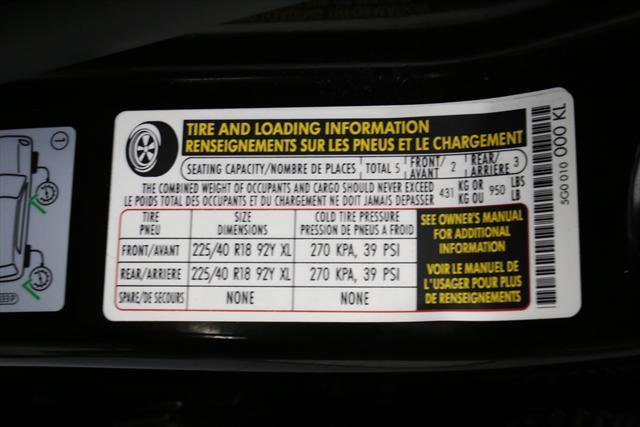 TIRE AND LOADING INFORMATION
RENSEIGNEMENTS SUR LES PNEUS ET LE CHARGEMENT
SEATING CAPACITY/NOMBRE DE PLACES TOTAL 5 FRONT/AVANT 2 REAR/ARRIERE 3
THE COMBINED WEIGHT OF OCCUPANTS AND CARGO SHOULD NEVER EXCEED 431 KG OR 950 LBS
LE POIDS TOTAL DES OCCUPANTS ET DU CHARGEMENT NE DOIT JAMAIS DEPASSER KG OU LB
TIRE SIZE COLD TIRE PRESSURE
PNEU DIMENSIONS PRESSION DE PNEUS A FROID
FRONT/AVANT 225/40 R18 92Y XL 270 KPA, 39 PSI
REAR/ARRIERE 225/40 R18 92Y XL 270 KPA, 39 PSI
SPARE/DE SECOURS NONE NONE
SEE OWNER'S MANUAL
FOR ADDITIONAL
INFORMATION
VOIR LE MANUEL DE
L'USAGER POUR PLUS
DE RENSEIGNEMENTS
5G0 010 000 KL
1